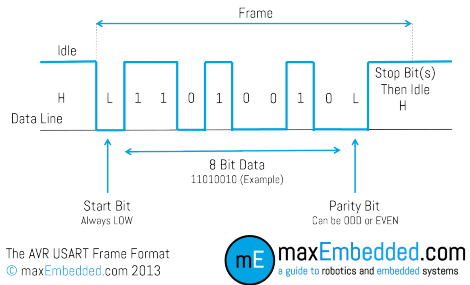 Frame
Idle
Stop Bit(s)
Then Idle
H L 1 1 0 1 0 0 1 0 L H
Data Line
8 Bit Data
11010010 (Example)
Start Bit
Always LOW
Parity Bit
Can be ODD or EVEN
The AVR USART Frame Format
© maxEmbedded.com 2013
mE
maxEmbedded.com
a guide to robotics and embedded systems